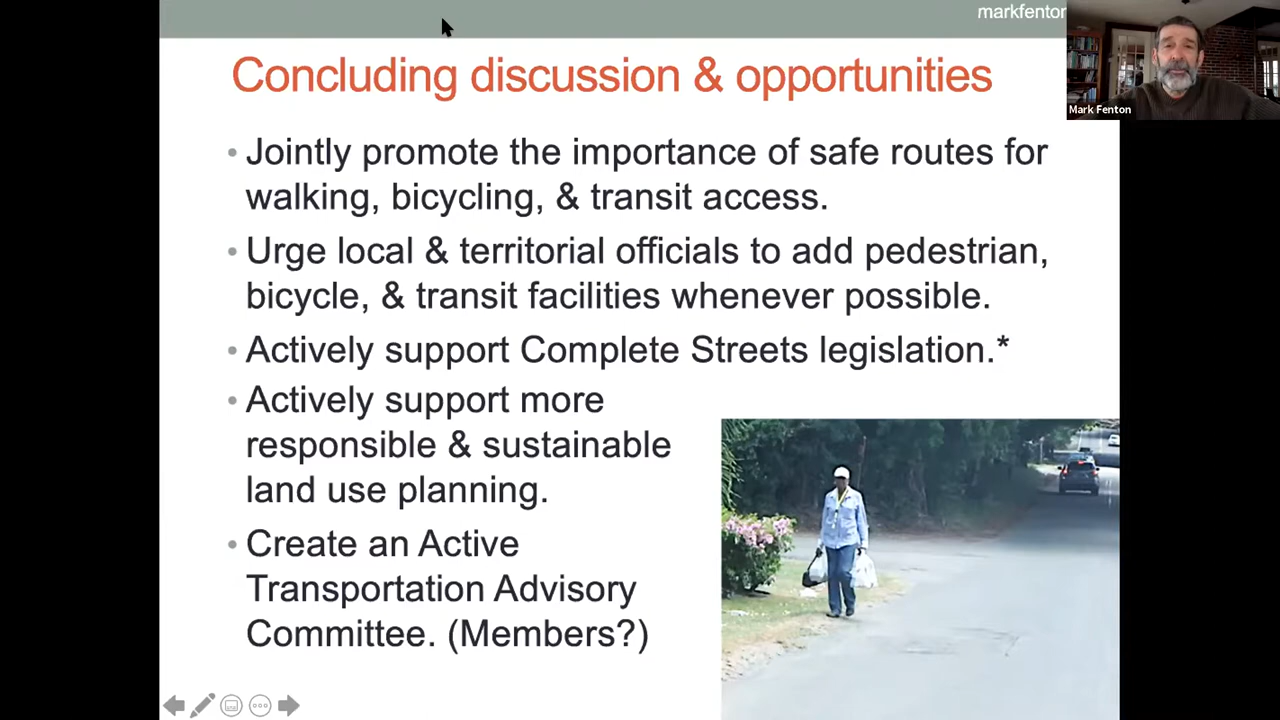 markfenton
Mark Fenton
Concluding discussion & opportunities
• Jointly promote the importance of safe routes for
walking, bicycling, & transit access.
• Urge local & territorial officials to add pedestrian,
bicycle, & transit facilities whenever possible.
• Actively support Complete Streets legislation.*
• Actively support more
responsible & sustainable
land use planning.
• Create an Active
Transportation Advisory
Committee. (Members?)